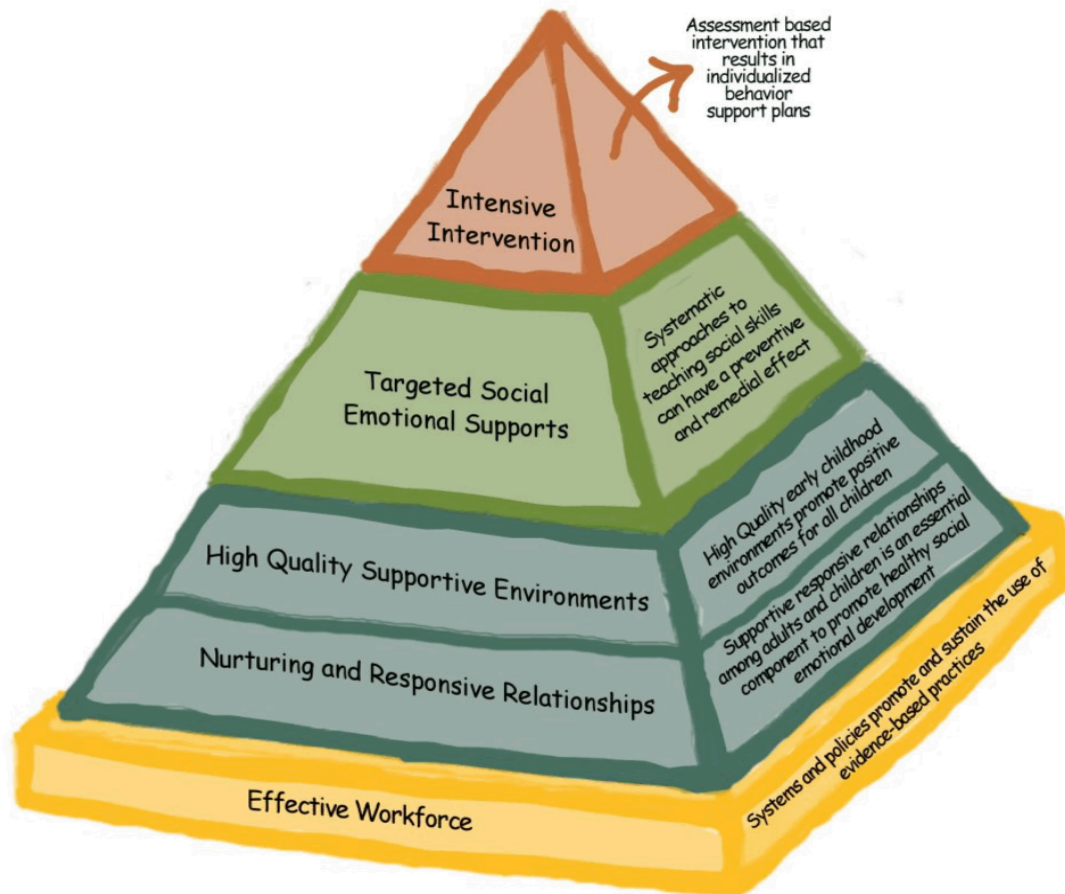 Assessment based
intervention that
results in
individualized
behavior
support plans
Intensive
Intervention
Systematic
approaches to
teaching social skills
can have a preventive
and remedial effect
Targeted Social
Emotional Supports
High Quality early childhood
environments promote positive
outcomes for all children
High Quality Supportive Environments
Supportive responsive relationships
among adults and children is an essential
component to promote healthy social
emotional development
Nurturing and Responsive Relationships
Systems and policies promote and sustain the use of
evidence-based practices
Effective Workforce